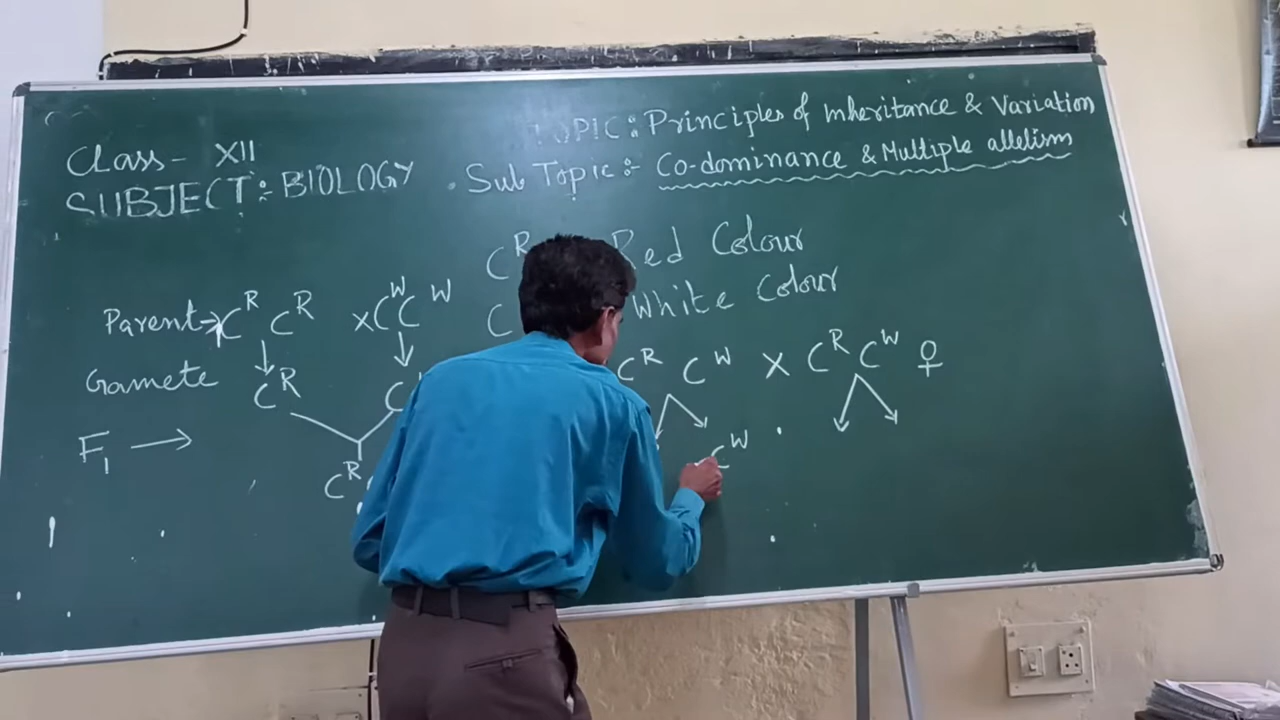 TOPIC:- Principles of Inheritance & Variation
Class- XII
SUBJECT:- BIOLOGY
Sub Topic:- Co-dominance & Multiple allelism
C^R Red Colour
C White Colour
Parent→ C^R C^R x C^W C^W
Gamete C^R C
F₁ →
C^R
C^R C^W X C^R C^W ♀
C^W